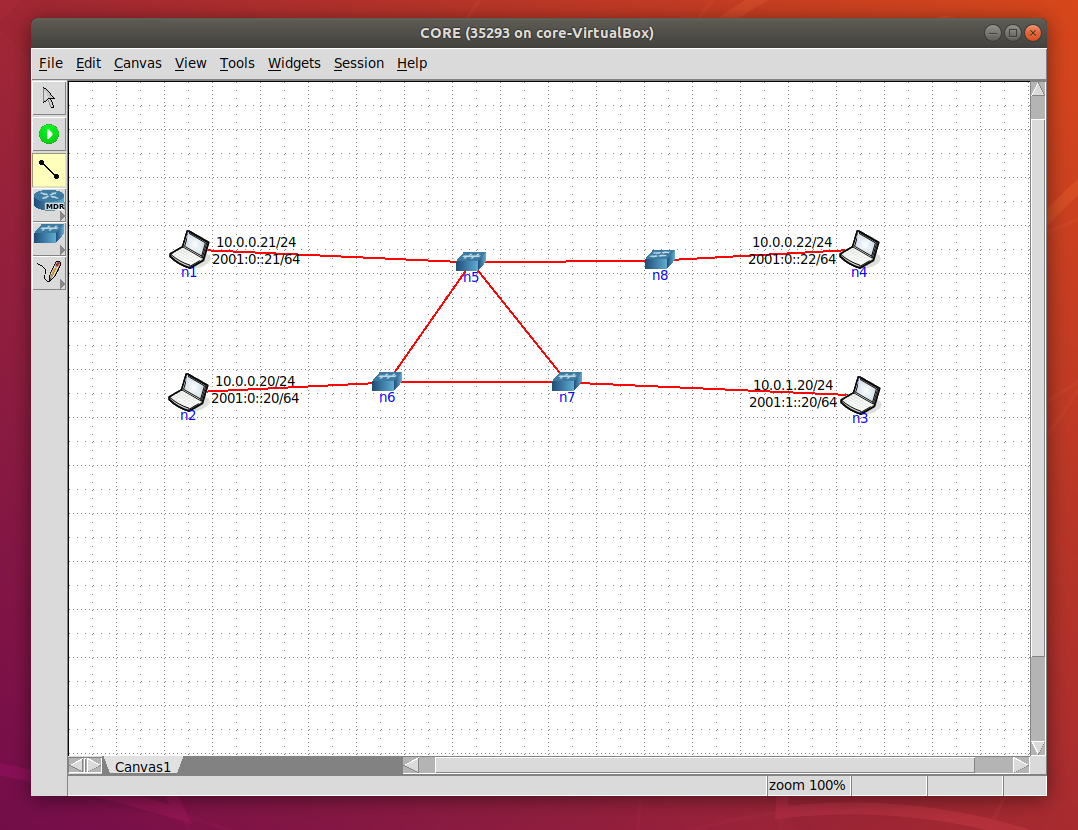 CORE (35293 on core-VirtualBox)
File Edit Canvas View Tools Widgets Session Help
MDR
10.0.0.21/24
2001:0::21/64
n1
n5
n8
10.0.0.22/24
2001:0::22/64
n4
10.0.0.20/24
2001:0::20/64
n2
n6
n7
10.0.1.20/24
2001:1::20/64
n3
Canvas1
zoom 100%